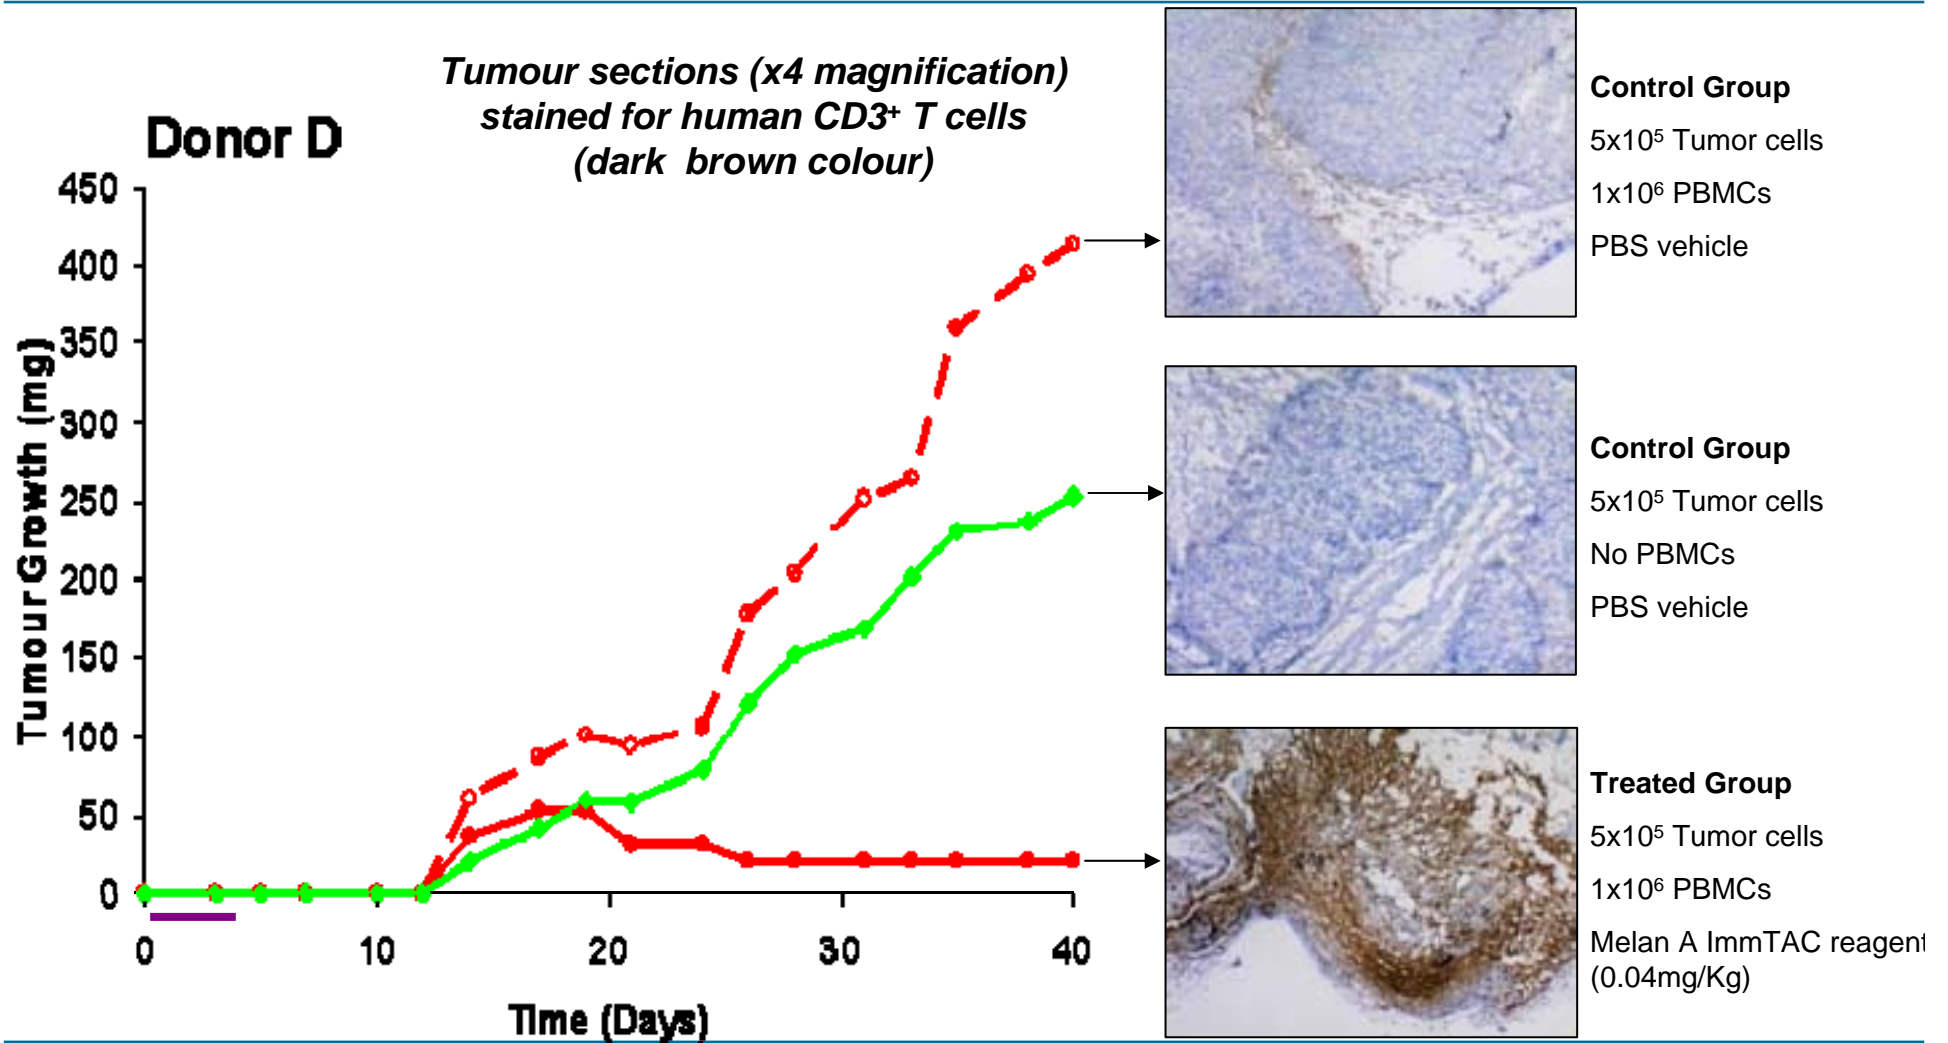 Tumour sections (x4 magnification)
stained for human CD3+ T cells
(dark brown colour)
Donor D
450
400
350
300
250
200
150
100
50
0
Tumour Growth (mg)
0 10 20 30 40
Time (Days)
Control Group
5x10⁵ Tumor cells
1x10⁶ PBMCs
PBS vehicle
Control Group
5x10⁵ Tumor cells
No PBMCs
PBS vehicle
Treated Group
5x10⁵ Tumor cells
1x10⁶ PBMCs
Melan A ImmTAC reagent
(0.04mg/Kg)